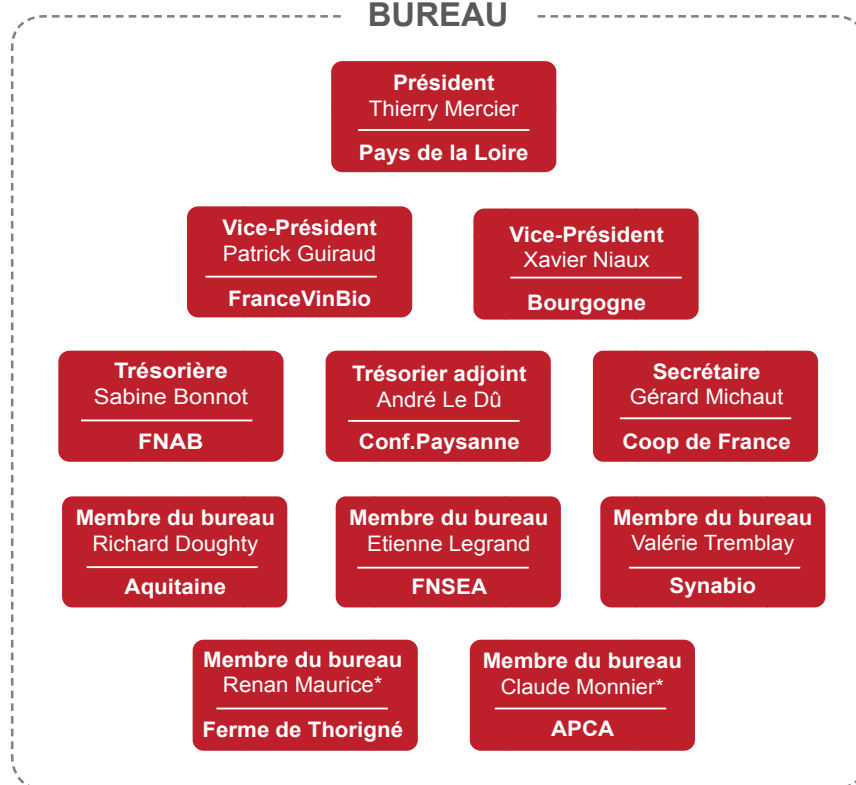 BUREAU
Président
Thierry Mercier
Pays de la Loire
Vice-Président
Patrick Guiraud
FranceVinBio
Vice-Président
Xavier Niaux
Bourgogne
Trésorière
Sabine Bonnot
FNAB
Trésorier adjoint
André Le Dû
Conf.Paysanne
Secrétaire
Gérard Michaut
Coop de France
Membre du bureau
Richard Doughty
Aquitaine
Membre du bureau
Etienne Legrand
FNSEA
Membre du bureau
Valérie Tremblay
Synabio
Membre du bureau
Renan Maurice*
Ferme de Thorigné
Membre du bureau
Claude Monnier*
APCA